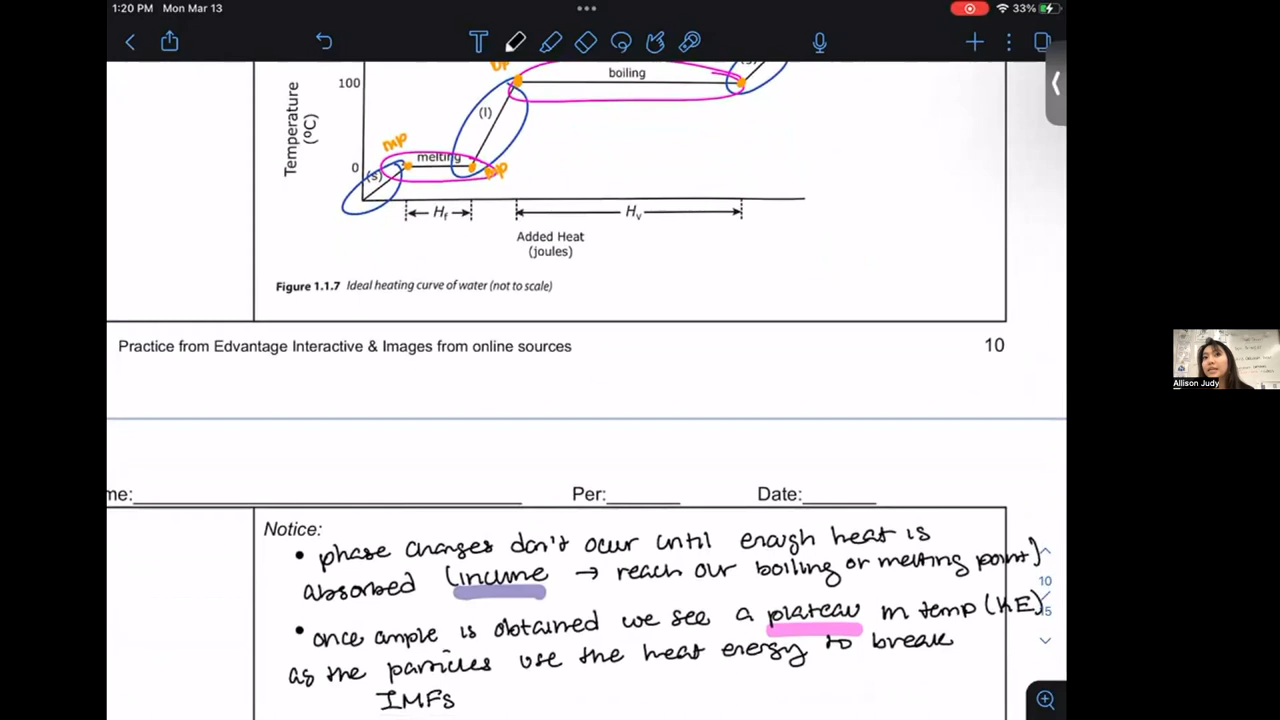 1:20 PM Mon Mar 13
33%
BP
100
boiling
(l)
Temperature
(°C)
mp
melting
0
(s)
mp
Hf
Hv
Added Heat
(joules)
Figure 1.1.7 Ideal heating curve of water (not to scale)
Practice from Edvantage Interactive & Images from online sources
10
me: Per: Date:
Notice:
• phase changes don't occur until enough heat is
absorbed (incline → reach our boiling or melting point)
10
• once ample is obtained we see a plateau in temp (KE)
as the particles use the heat energy to break
IMFs
Allison Judy